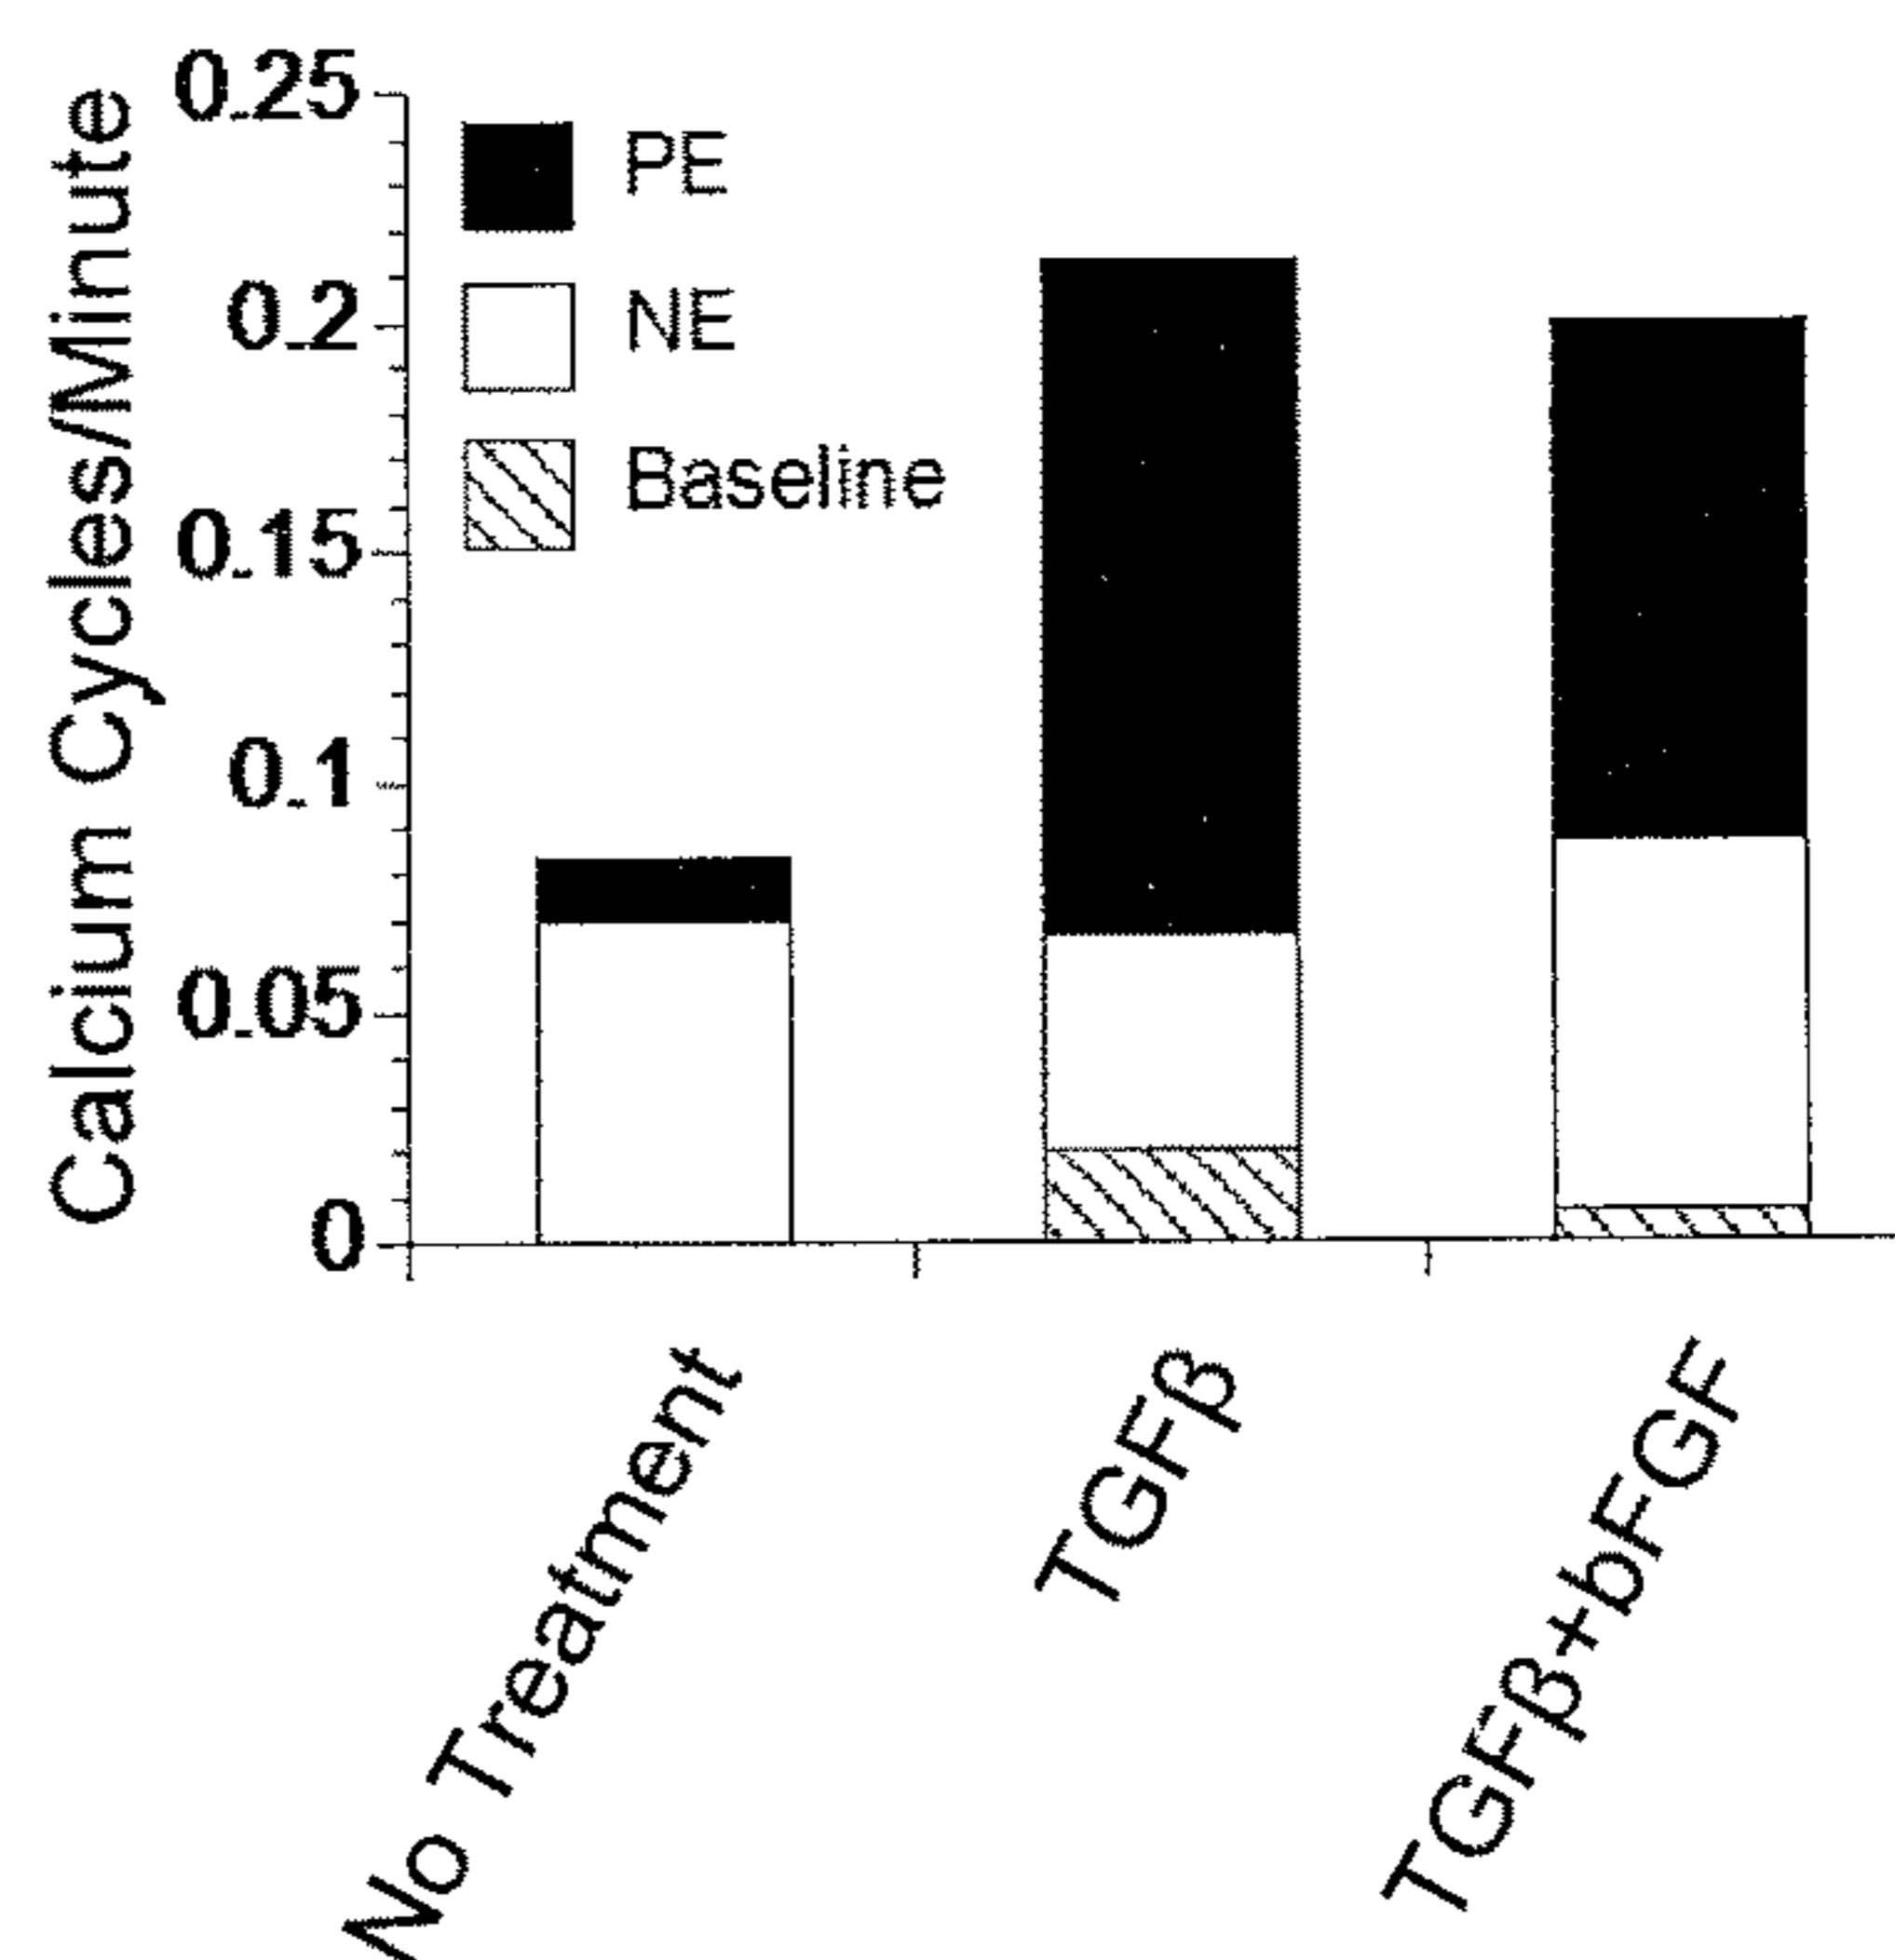 Calcium Cycles/Minute
0.25
0.2
0.15
0.1
0.05
0
PE
NE
Baseline
No Treatment
TGFβ
TGFβ+bFGF